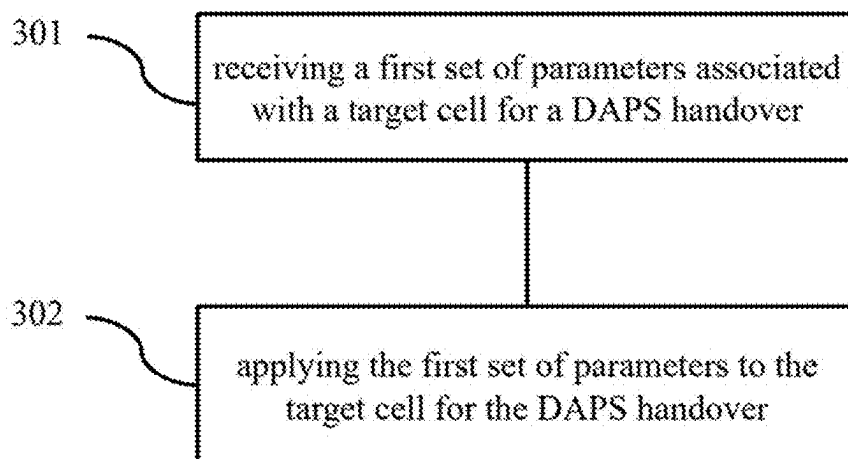 301
receiving a first set of parameters associated
with a target cell for a DAPS handover
302
applying the first set of parameters to the
target cell for the DAPS handover